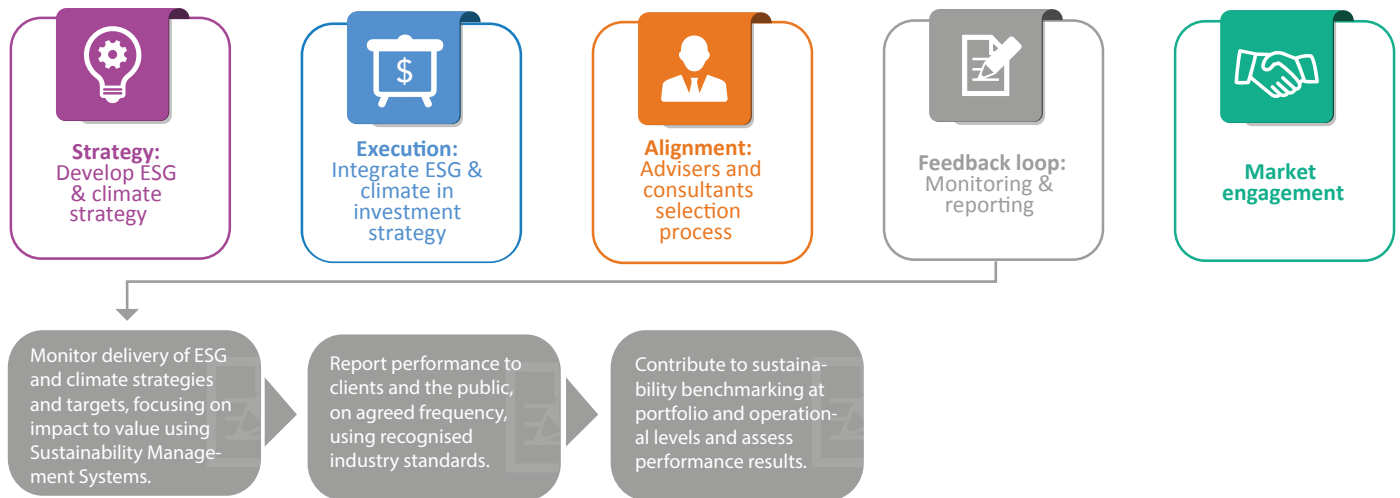 Strategy:
Develop ESG
& climate
strategy
$
Execution:
Integrate ESG &
climate in
investment
strategy
Alignment:
Advisers and
consultants
selection
process
Feedback loop:
Monitoring &
reporting
Market
engagement
Monitor delivery of ESG
and climate strategies
and targets, focusing on
impact to value using
Sustainability Manage-
ment Systems.
Report performance to
clients and the public,
on agreed frequency,
using recognised
industry standards.
Contribute to sustaina-
bility benchmarking at
portfolio and operation-
al levels and assess
performance results.